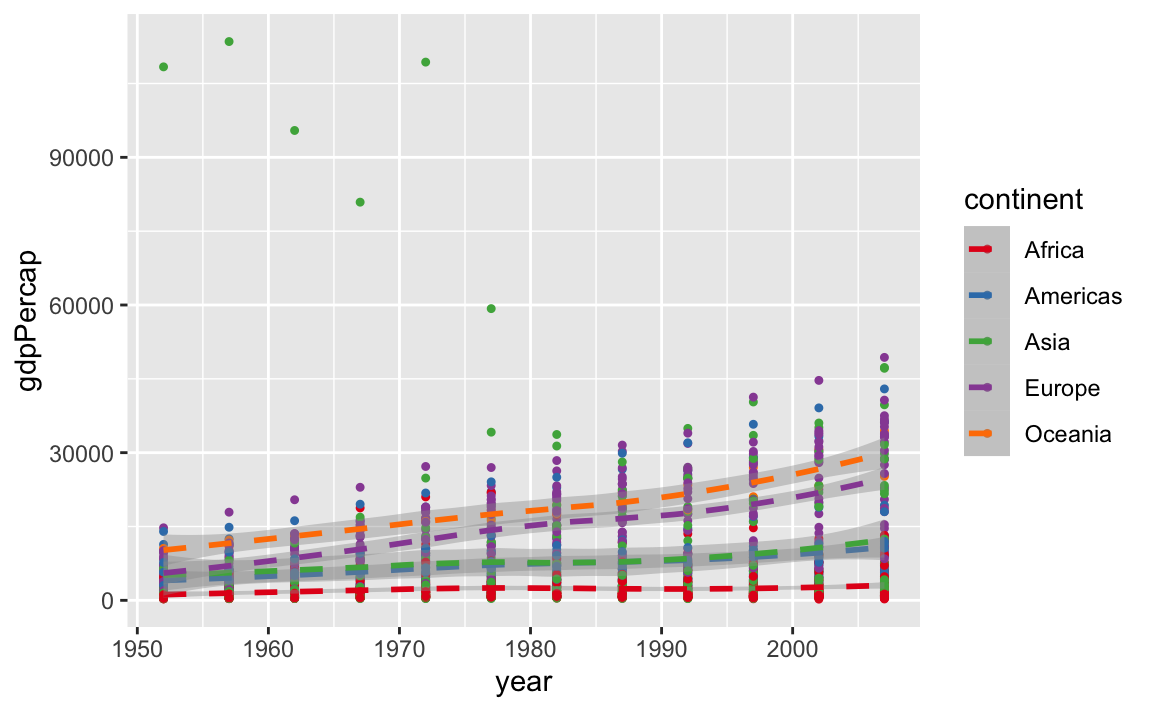 gdpPercap
90000
60000
30000
0
1950 1960 1970 1980 1990 2000
year
continent
Africa
Americas
Asia
Europe
Oceania